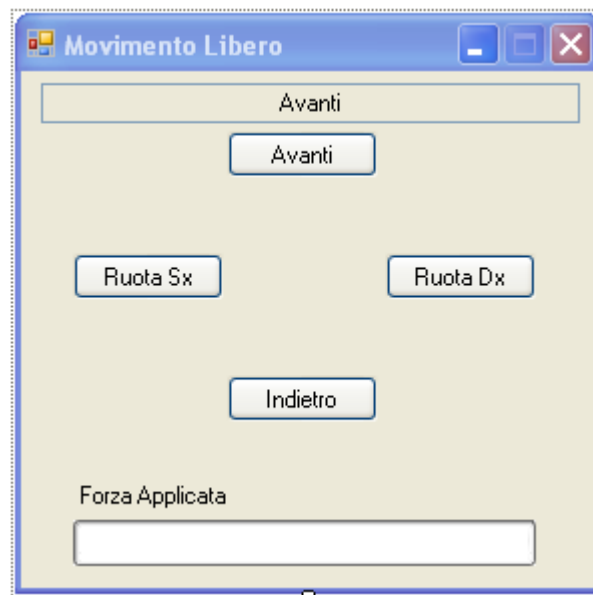 Movimento Libero
Avanti
Avanti
Ruota Sx
Ruota Dx
Indietro
Forza Applicata